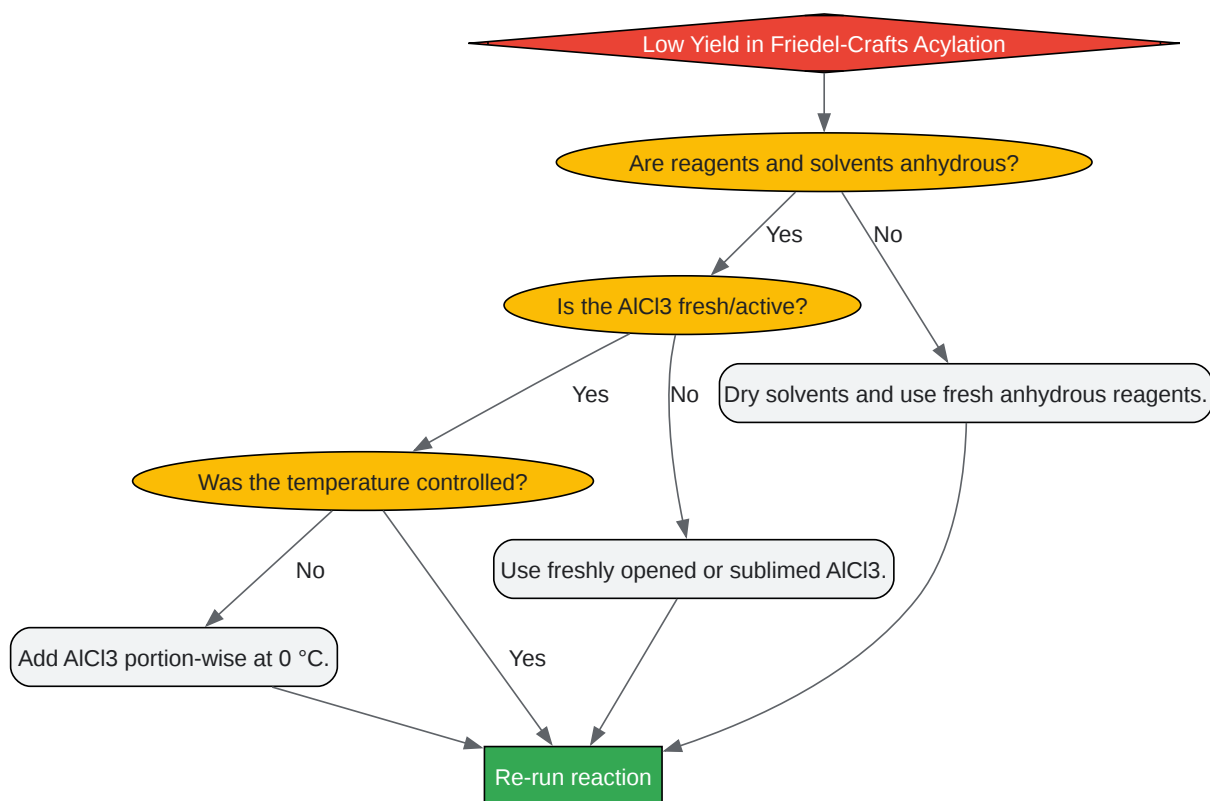 Low Yield in Friedel-Crafts Acylation
Are reagents and solvents anhydrous?
Yes
No
Is the AlCl3 fresh/active?
Yes
No
Dry solvents and use fresh anhydrous reagents.
Was the temperature controlled?
No
Use freshly opened or sublimed AlCl3.
Add AlCl3 portion-wise at 0 °C.
Yes
Re-run reaction